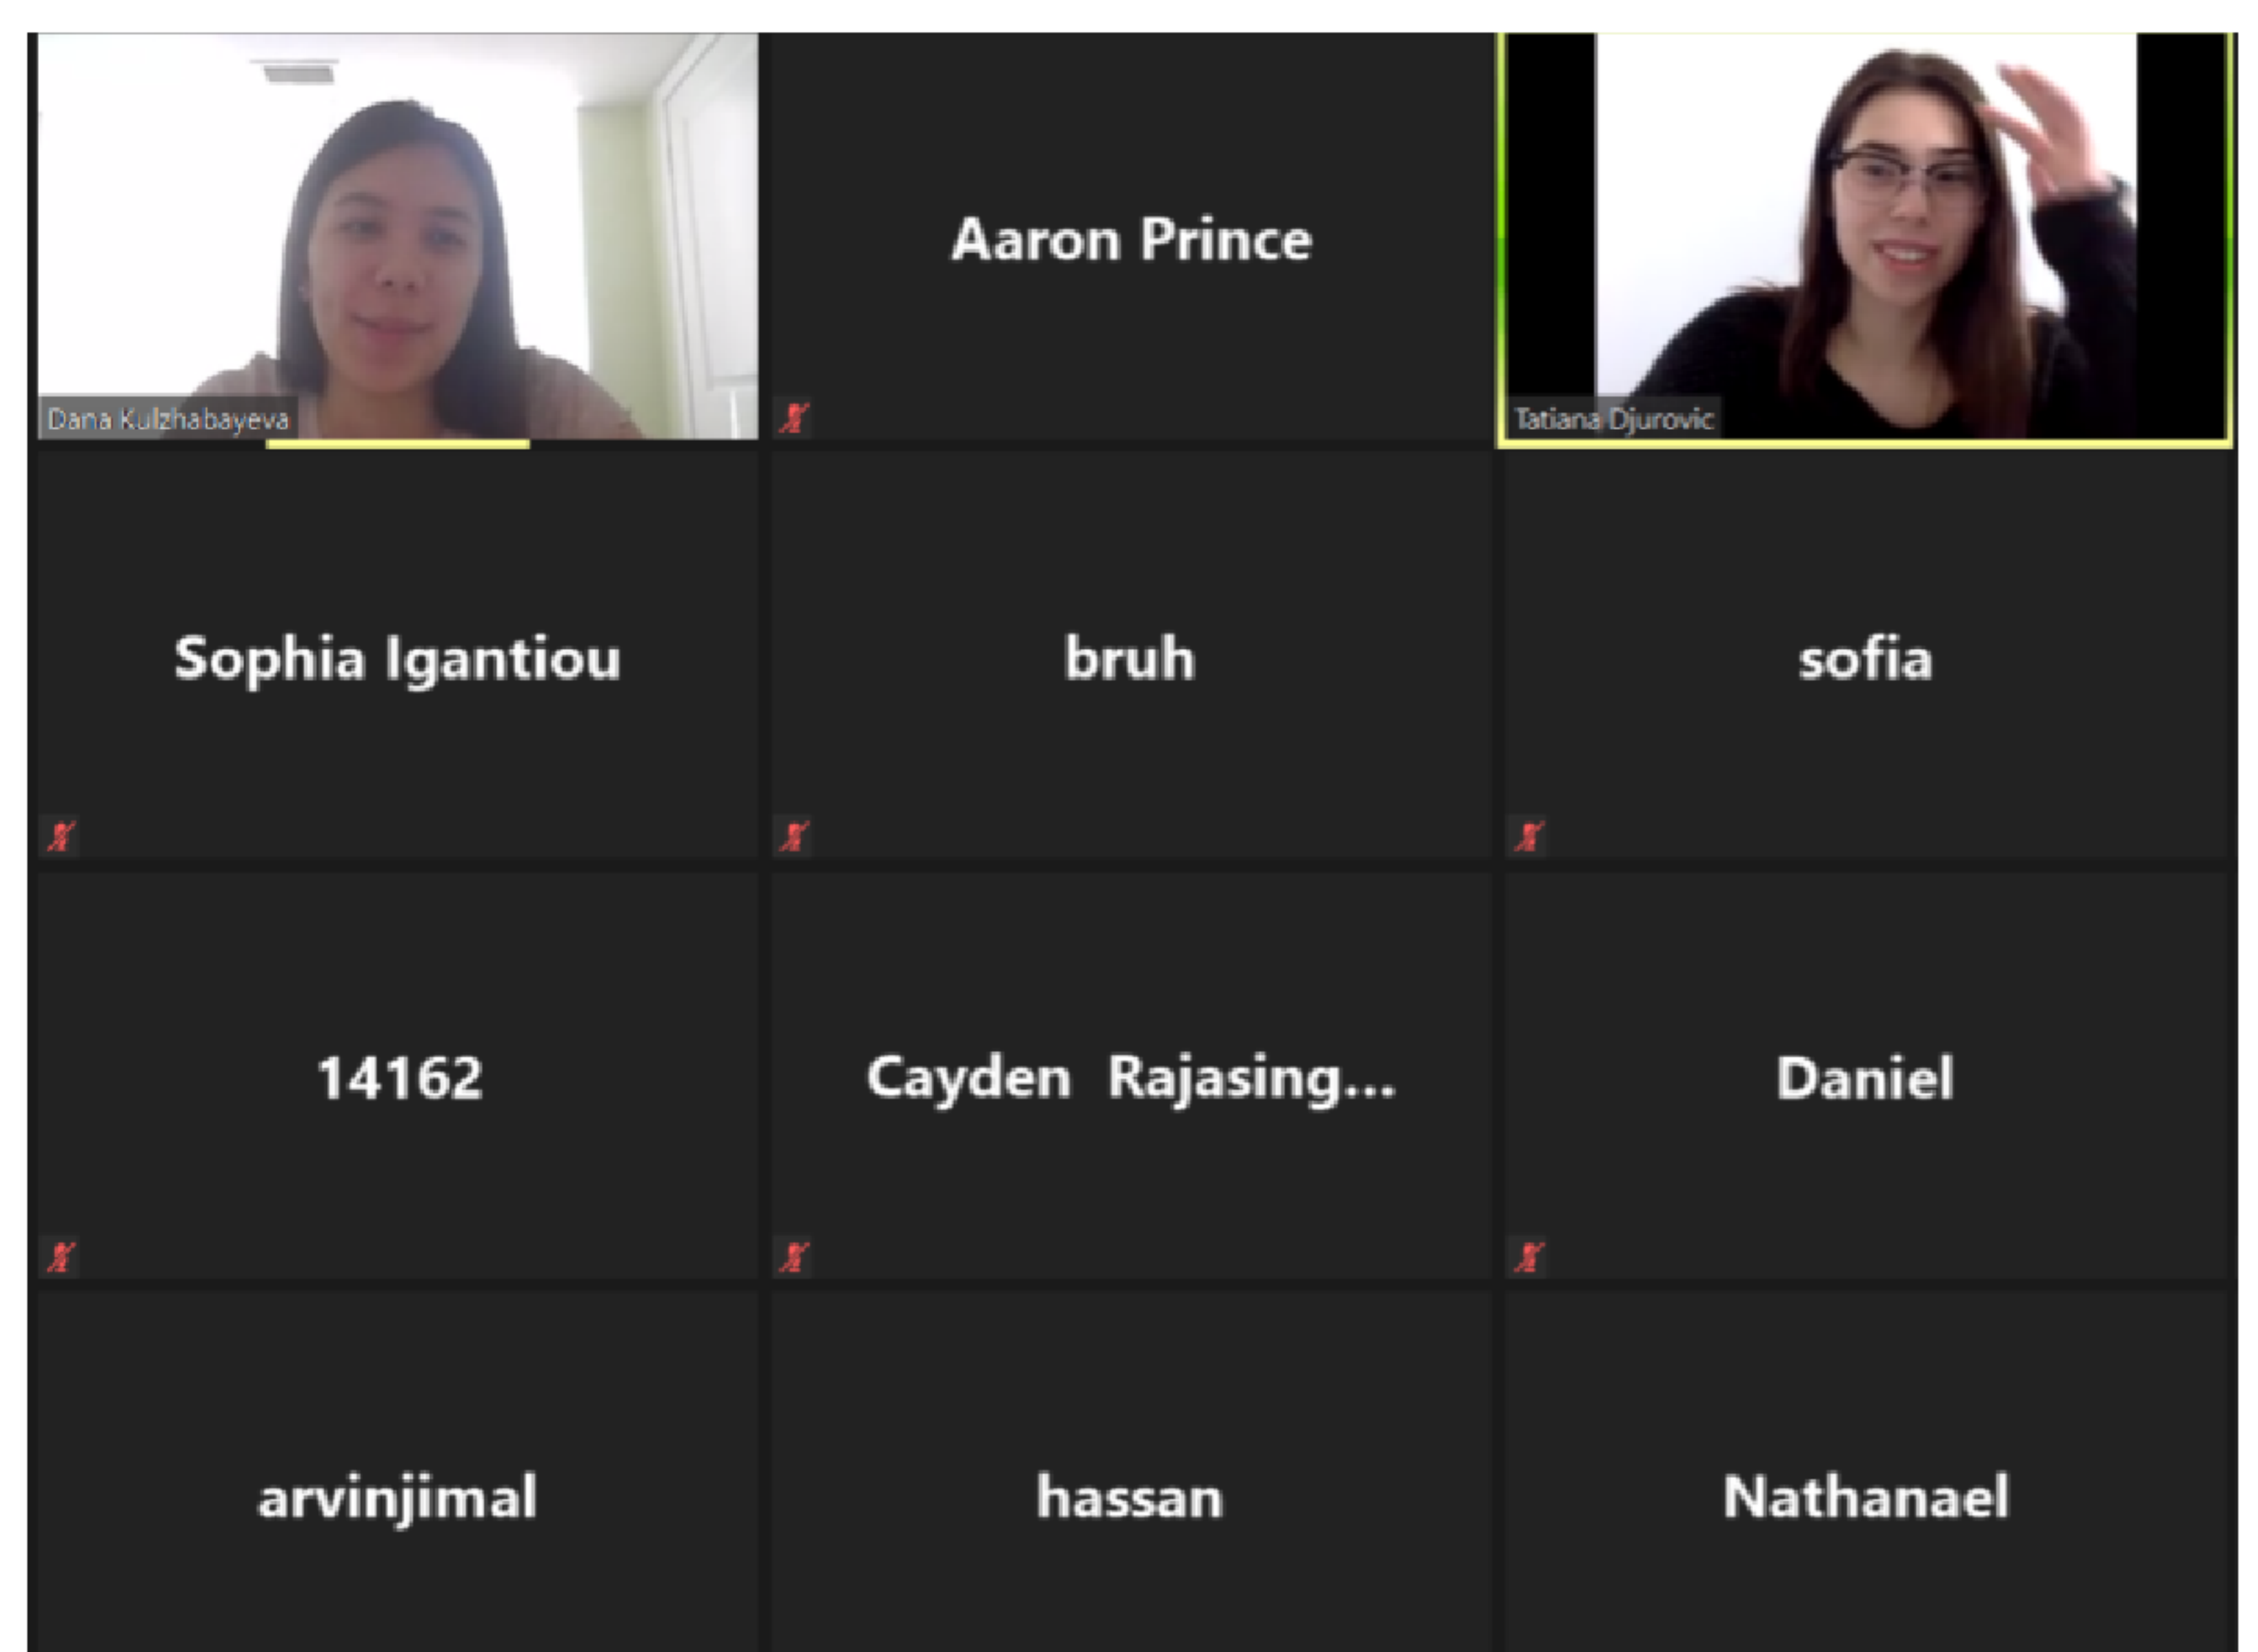 Dana Kulzhabayeva
Aaron Prince
Tatiana Djurovic
Sophia Igantiou
bruh
sofia
14162
Cayden  Rajasing...
Daniel
arvinjimal
hassan
Nathanael